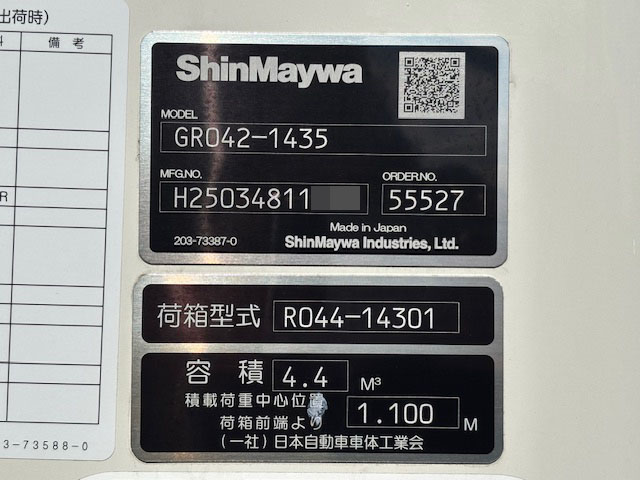 出荷時）
備考
R
3-73588-0
ShinMaywa
MODEL
GR042-1435
MFG.NO. ORDER.NO.
H25034811 55527
Made in Japan
203-73387-0 ShinMaywa Industries, Ltd.
荷箱型式 R044-14301
容積 4.4 M³
積載荷重中心位置
荷箱前端より 1.100 M
(一社)日本自動車車体工業会